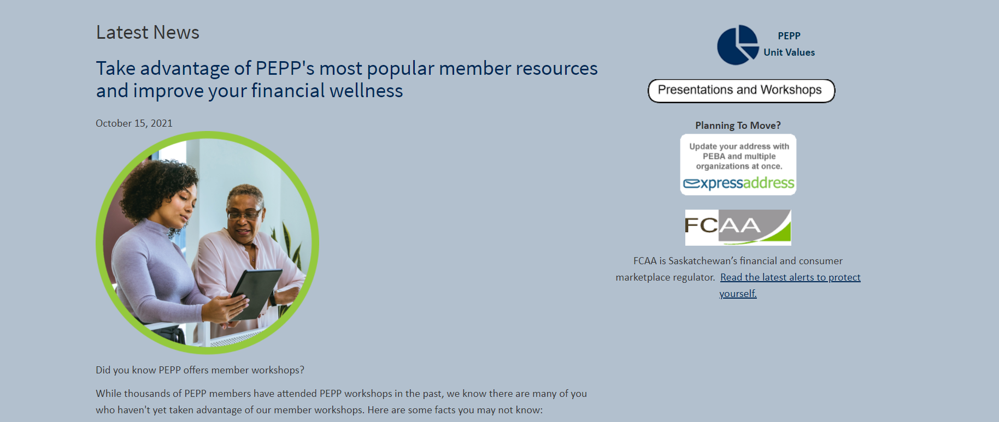 Latest News
Take advantage of PEPP's most popular member resources
and improve your financial wellness
October 15, 2021
Did you know PEPP offers member workshops?
While thousands of PEPP members have attended PEPP workshops in the past, we know there are many of you
who haven't yet taken advantage of our member workshops. Here are some facts you may not know:
PEPP
Unit Values
Presentations and Workshops
Planning To Move?
Update your address with
PEBA and multiple
organizations at once.
expressaddress
FCAA
FCAA is Saskatchewan’s financial and consumer
marketplace regulator. Read the latest alerts to protect
yourself.